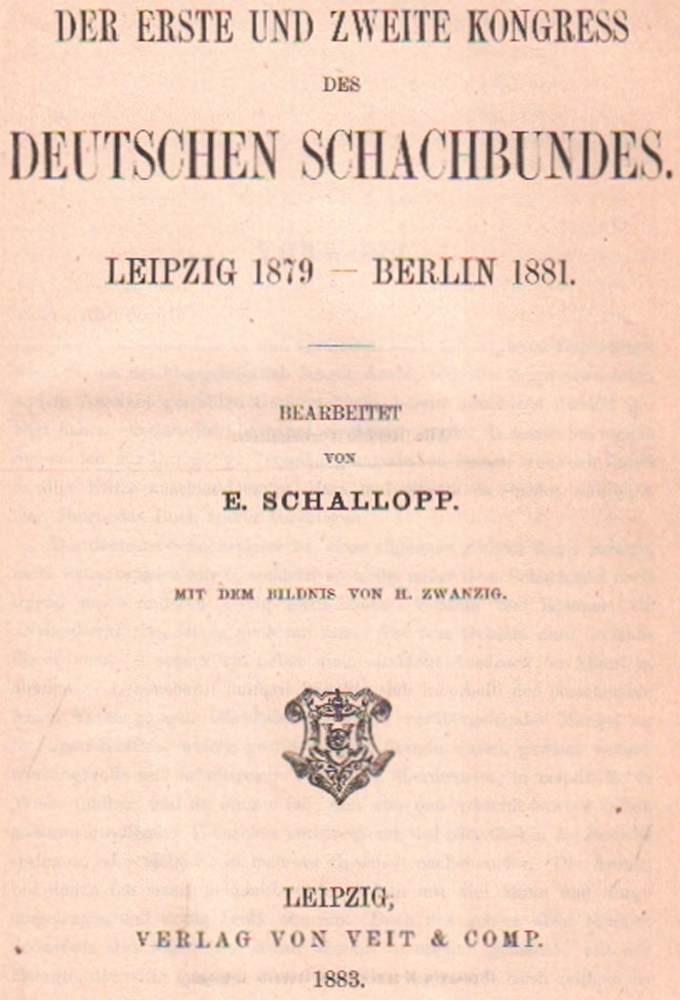 DER ERSTE UND ZWEITE KONGRESS
DES
DEUTSCHEN SCHACHBUNDES.
LEIPZIG 1879 — BERLIN 1881.
BEARBEITET
VON
E. SCHALLOPP.
MIT DEM BILDNIS VON H. ZWANZIG.
LEIPZIG,
VERLAG VON VEIT & COMP.
1883.